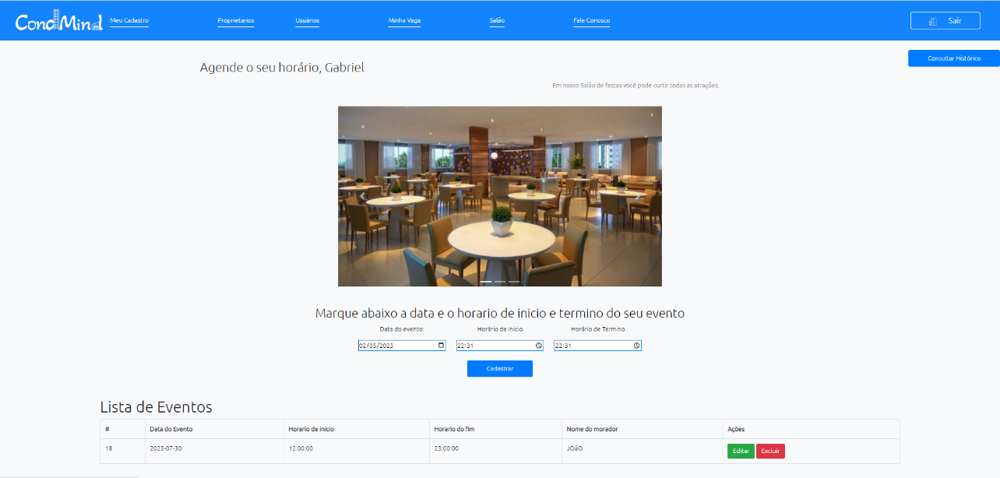 CondMinal Meu Cadastro Proprietarios Usuários Minha Vaga Salão Fale Conosco Sair
Consultar Histórico
Agende o seu horário, Gabriel
Em nosso Salão de festas você pode curtir todas as atrações.
Marque abaixo a data e o horario de inicio e termino do seu evento
Data do evento: Horário de Inicio Horário de Termino
02/05/2023 22:31 22:31
Cadastrar
Lista de Eventos
# Data do Evento Horario de inicio Horario do fim Nome do morador Ações
18 2023-07-30 12:00:00 23:00:00 JOãO Editar Excluir